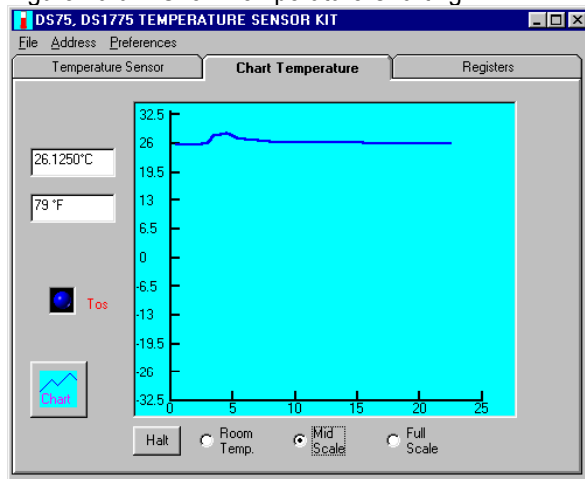 DS75, DS1775 TEMPERATURE SENSOR KIT
File Address Preferences
Temperature Sensor Chart Temperature Registers
32.5
26
19.5
13
6.5
0
-6.5
-13
-19.5
-26
-32.5
0 5 10 15 20 25
26.1250°C
79 °F
Tos
Chart
Halt Room Temp. Mid Scale Full Scale